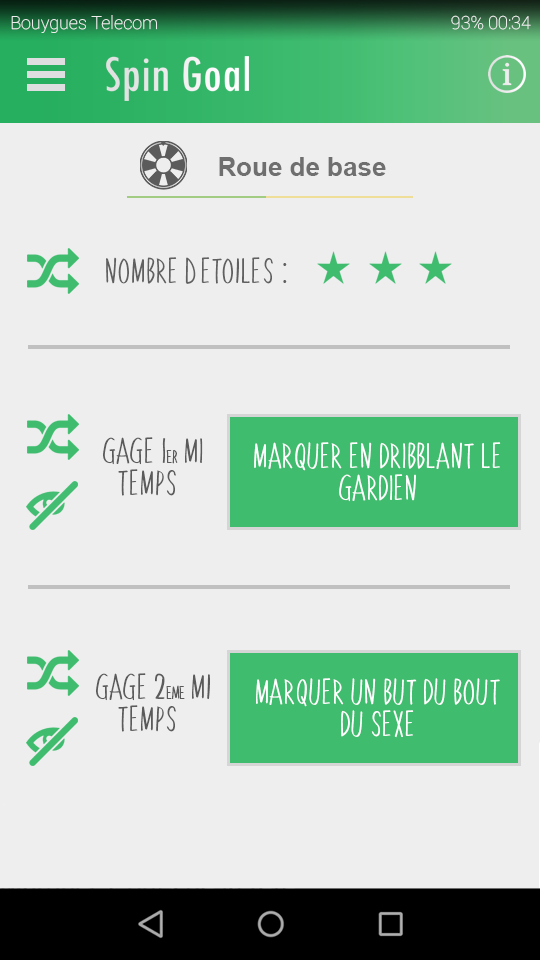 Bouygues Telecom 93% 00:34
Spin Goal
Roue de base
NOMBRE DETOILES :
GAGE 1ER MI
TEMPS
MARQUER EN DRIBBLANT LE
GARDIEN
GAGE 2EME MI
TEMPS
MARQUER UN BUT DU BOUT
DU SEXE